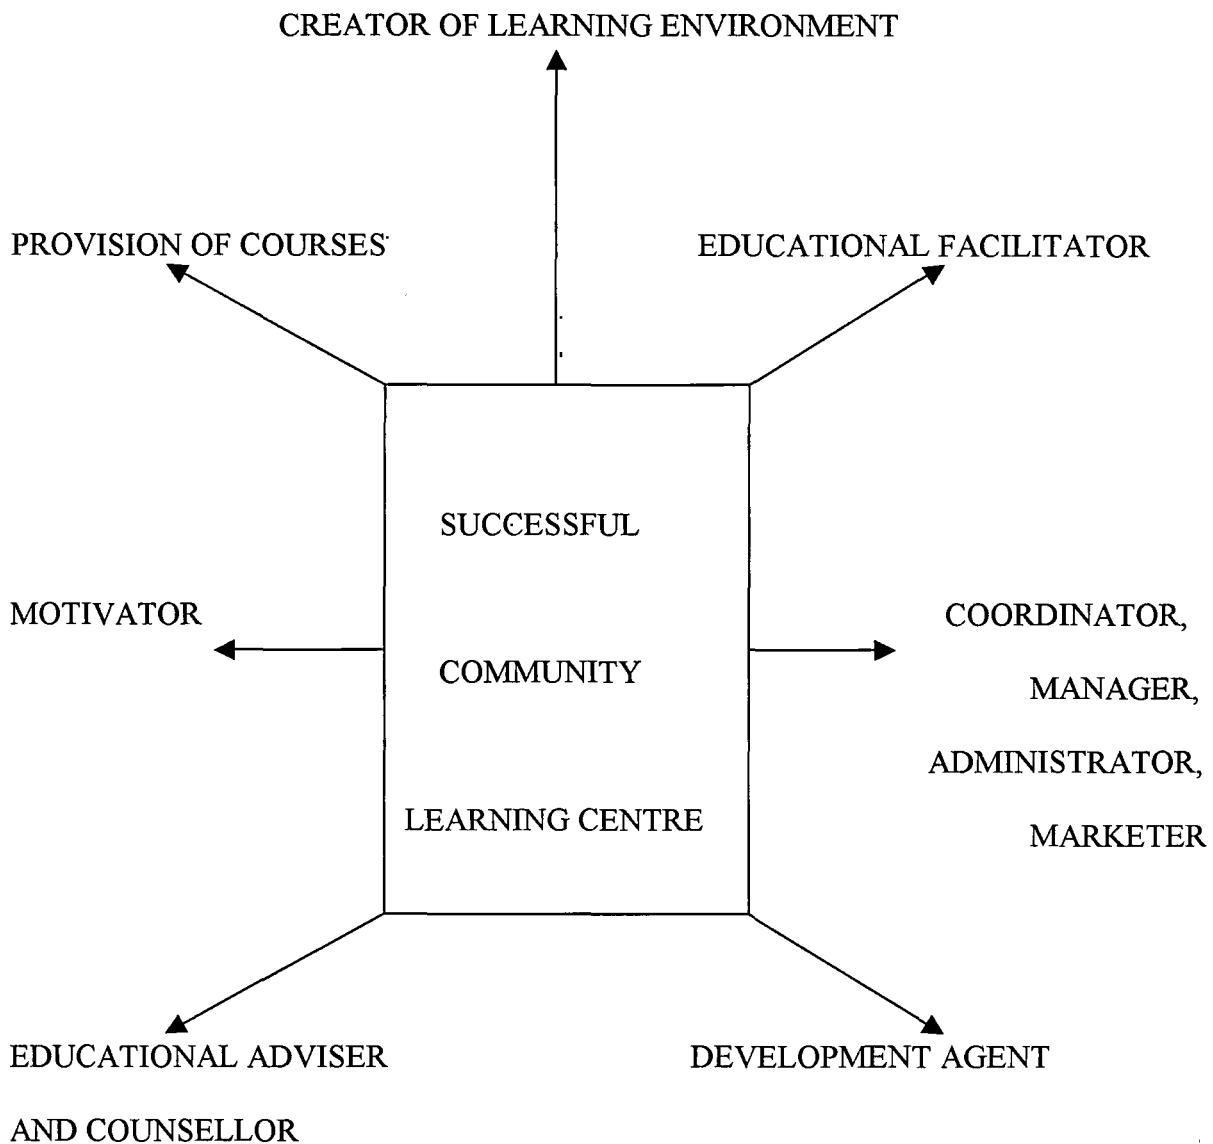 CREATOR OF LEARNING ENVIRONMENT
PROVISION OF COURSES
EDUCATIONAL FACILITATOR
SUCCESSFUL
MOTIVATOR
COORDINATOR,
COMMUNITY
MANAGER,
ADMINISTRATOR,
LEARNING CENTRE
MARKETER
EDUCATIONAL ADVISER
DEVELOPMENT AGENT
AND COUNSELLOR